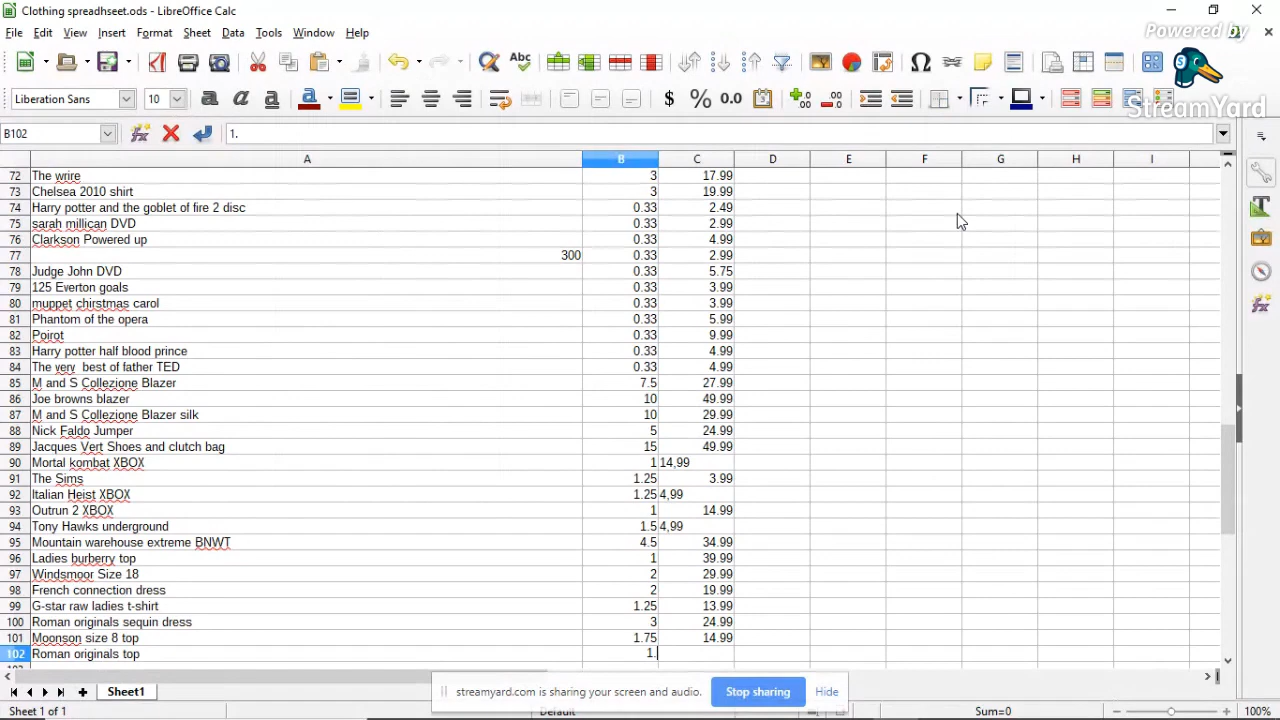 Clothing spreadhseet.ods - LibreOffice Calc
File Edit View Insert Format Sheet Data Tools Window Help
Powered by
StreamYard
Liberation Sans 10
B102 1.
A B C D E F G H I
72 The wrire 3 17.99
73 Chelsea 2010 shirt 3 19.99
74 Harry potter and the goblet of fire 2 disc 0.33 2.49
75 sarah millican DVD 0.33 2.99
76 Clarkson Powered up 0.33 4.99
77 300 0.33 2.99
78 Judge John DVD 0.33 5.75
79 125 Everton goals 0.33 3.99
80 muppet chirstmas carol 0.33 3.99
81 Phantom of the opera 0.33 5.99
82 Poirot 0.33 9.99
83 Harry potter half blood prince 0.33 4.99
84 The very best of father TED 0.33 4.99
85 M and S Collezione Blazer 7.5 27.99
86 Joe browns blazer 10 49.99
87 M and S Collezione Blazer silk 10 29.99
88 Nick Faldo Jumper 5 24.99
89 Jacques Vert Shoes and clutch bag 15 49.99
90 Mortal kombat XBOX 1 14,99
91 The Sims 1.25 3.99
92 Italian Heist XBOX 1.25 4,99
93 Outrun 2 XBOX 1 14.99
94 Tony Hawks underground 1.5 4,99
95 Mountain warehouse extreme BNWT 4.5 34.99
96 Ladies burberry top 1 39.99
97 Windsmoor Size 18 2 29.99
98 French connection dress 2 19.99
99 G-star raw ladies t-shirt 1.25 13.99
100 Roman originals sequin dress 3 24.99
101 Moonson size 8 top 1.75 14.99
102 Roman originals top 1.
Sheet1
streamyard.com is sharing your screen and audio. Stop sharing Hide
Sheet 1 of 1 Default Sum=0 100%